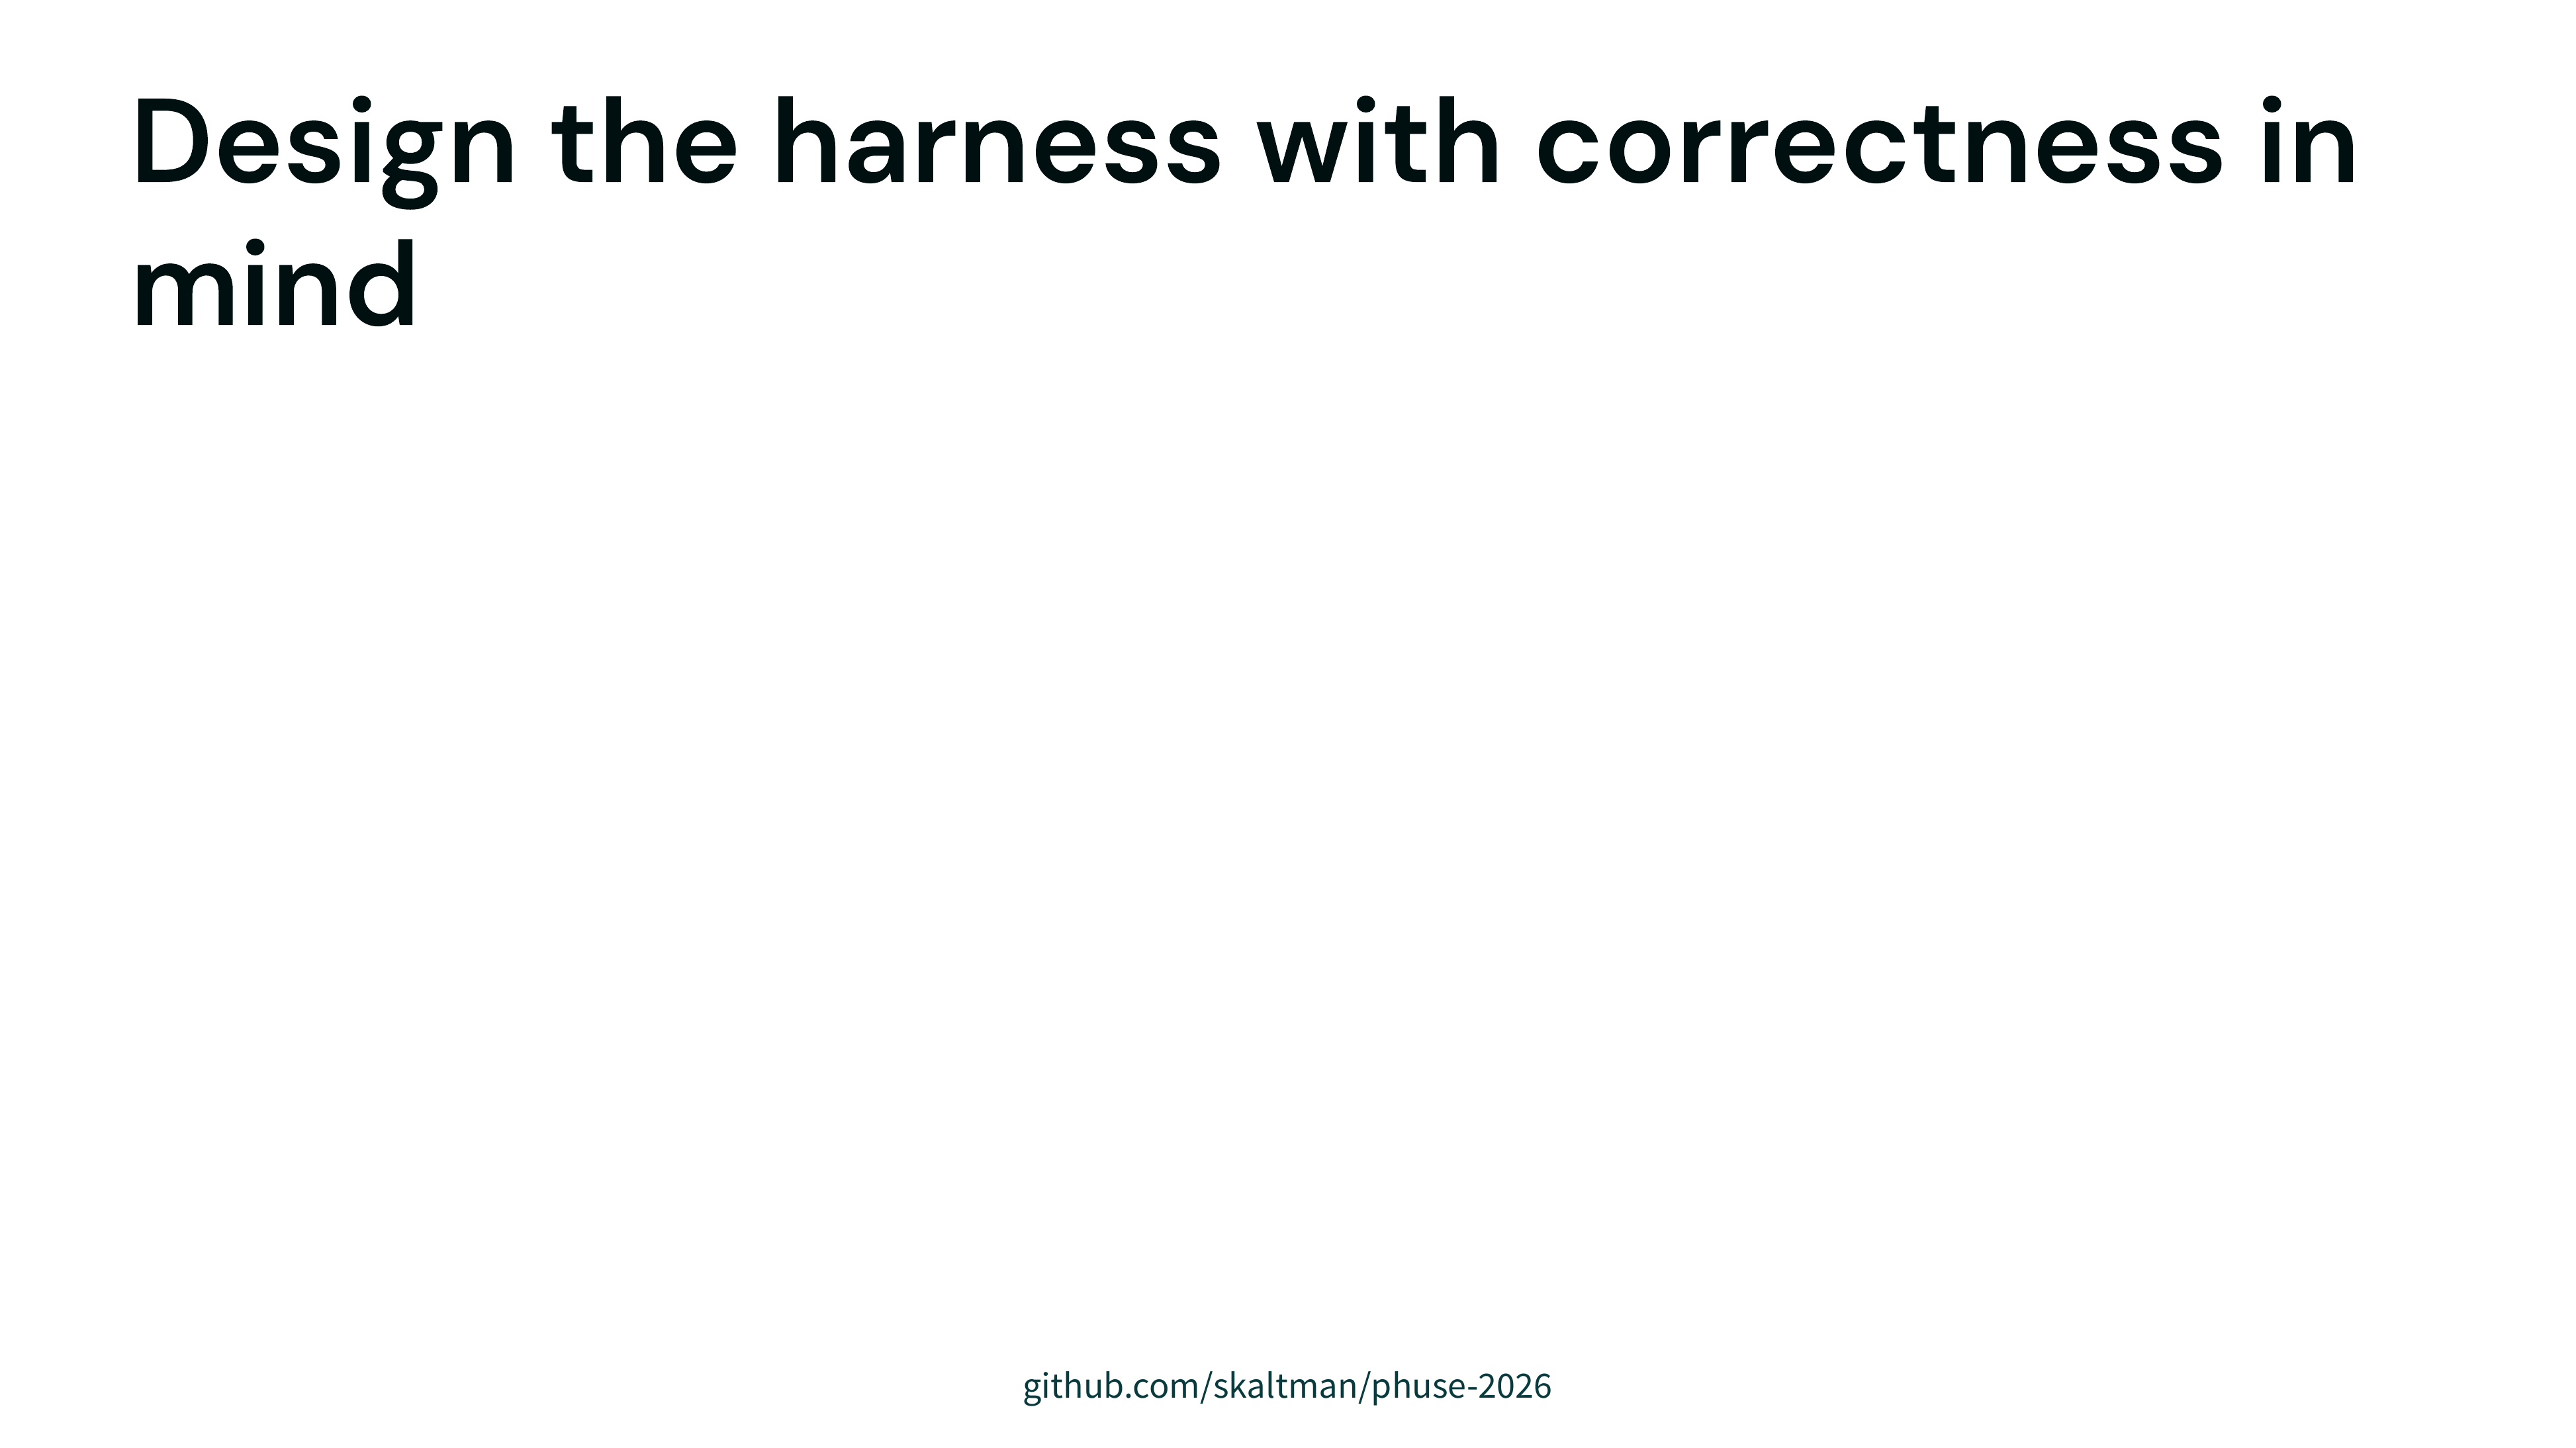 Design the harness with correctness in
mind
github.com/skaltman/phuse-2026